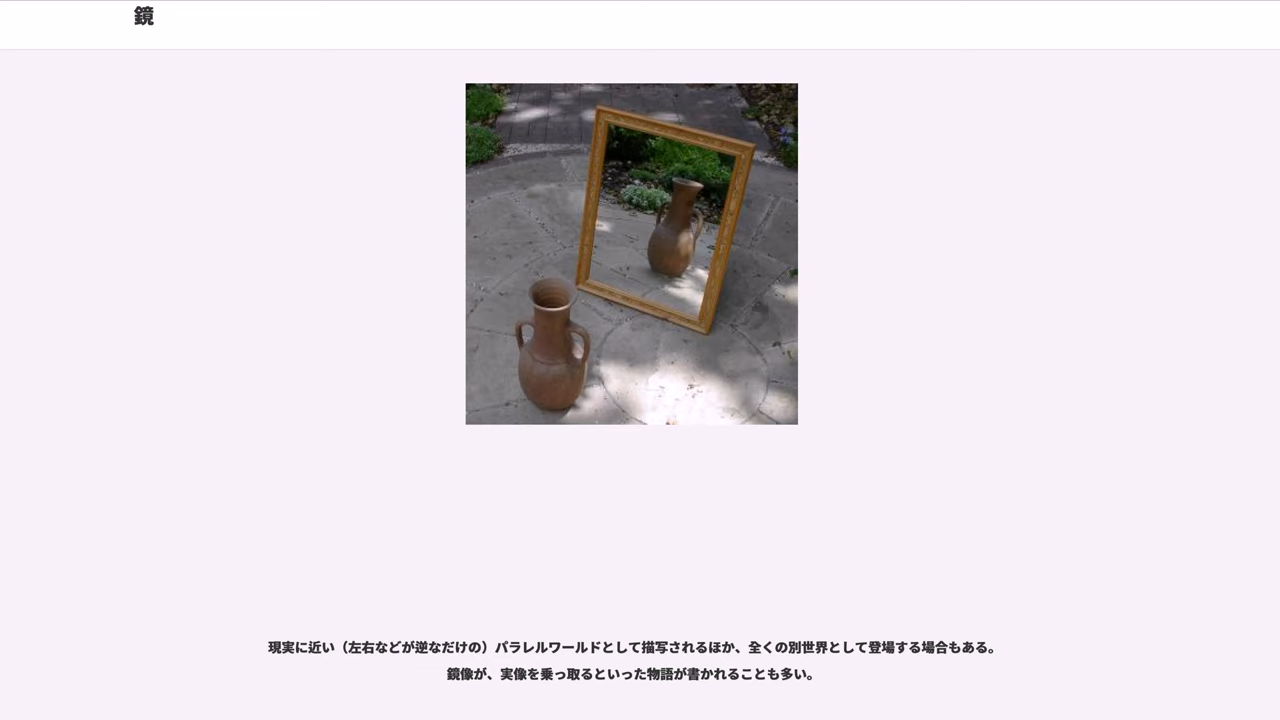 鏡
現実に近い（左右などが逆なだけの）パラレルワールドとして描写されるほか、全くの別世界として登場する場合もある。
鏡像が、実像を乗っ取るといった物語が書かれることも多い。